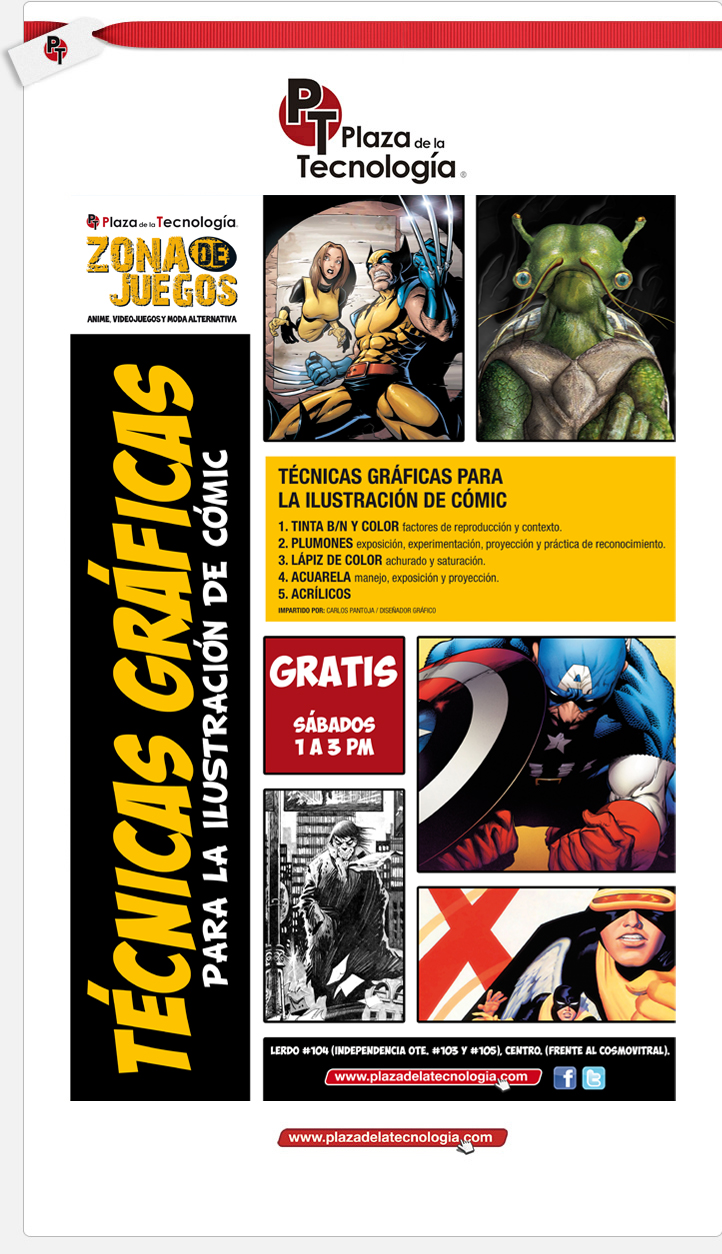 PT
PT Plaza de la
Tecnología ®
PT Plaza de la Tecnología.
ZONA DE
JUEGOS
ANIME, VIDEOJUEGOS Y MODA ALTERNATIVA
TÉCNICAS GRÁFICAS
PARA LA ILUSTRACIÓN DE CÓMIC
TÉCNICAS GRÁFICAS PARA
LA ILUSTRACIÓN DE CÓMIC
1. TINTA B/N Y COLOR factores de reproducción y contexto.
2. PLUMONES exposición, experimentación, proyección y práctica de reconocimiento.
3. LÁPIZ DE COLOR achurado y saturación.
4. ACUARELA manejo, exposición y proyección.
5. ACRÍLICOS
IMPARTIDO POR: CARLOS PANTOJA / DISEÑADOR GRÁFICO
GRATIS
SÁBADOS
1 A 3 PM
A
X
LERDO #104 (INDEPENDENCIA OTE. #103 Y #105), CENTRO. (FRENTE AL COSMOVITRAL).
www.plazadelatecnologia.com f t
www.plazadelatecnologia.com